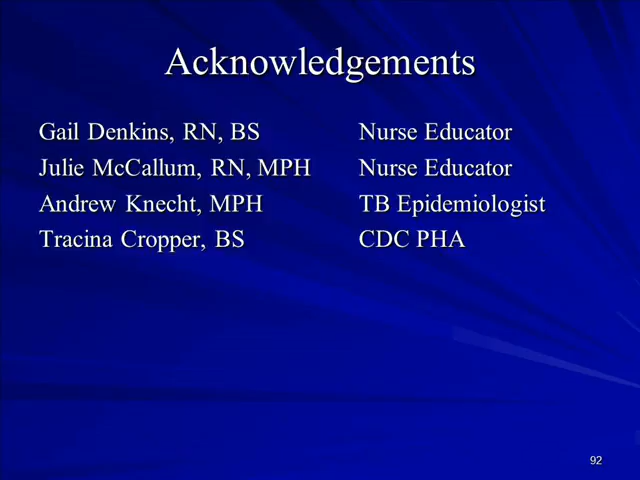 Acknowledgements
Gail Denkins, RN, BS Nurse Educator
Julie McCallum, RN, MPH Nurse Educator
Andrew Knecht, MPH TB Epidemiologist
Tracina Cropper, BS CDC PHA
92